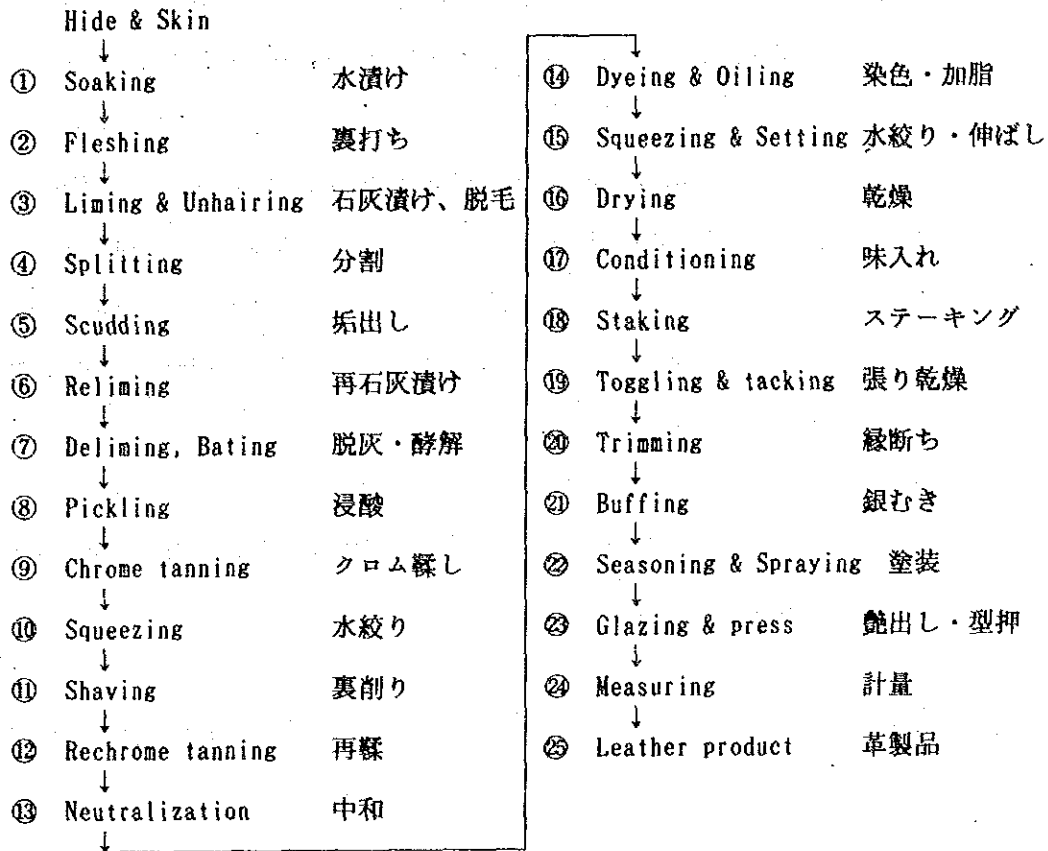 Hide & Skin
① Soaking 水漬け
② Fleshing 裏打ち
③ Liming & Unhairing 石灰漬け、脱毛
④ Splitting 分割
⑤ Scudding 垢出し
⑥ Reliming 再石灰漬け
⑦ Deliming, Bating 脱灰・酵解
⑧ Pickling 浸酸
⑨ Chrome tanning クロム鞣し
⑩ Squeezing 水絞り
⑪ Shaving 裏削り
⑫ Rechrome tanning 再鞣
⑬ Neutralization 中和
⑭ Dyeing & Oiling 染色・加脂
⑮ Squeezing & Setting 水絞り・伸ばし
⑯ Drying 乾燥
⑰ Conditioning 味入れ
⑱ Staking ステーキング
⑲ Toggling & tacking 張り乾燥
⑳ Trimming 縁断ち
㉑ Buffing 銀むき
㉒ Seasoning & Spraying 塗装
㉓ Glazing & press 艶出し・型押
㉔ Measuring 計量
㉕ Leather product 革製品